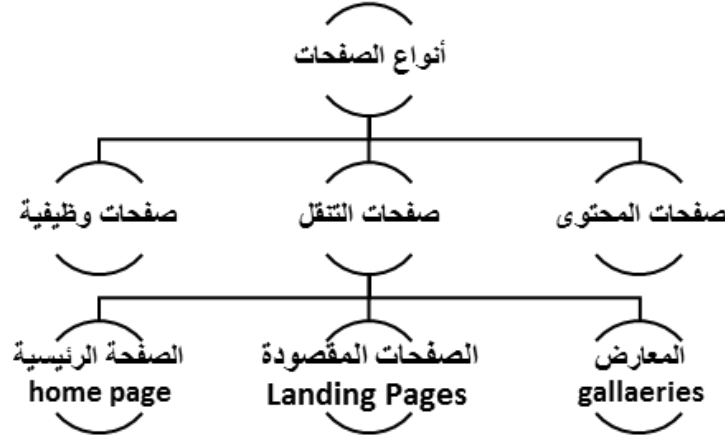 أنواع الصفحات
صفحات المحتوى
صفحات التنقل
صفحات وظيفية
المعارض
gallaeries
الصفحات المقصودة
Landing Pages
الصفحة الرئيسية
home page